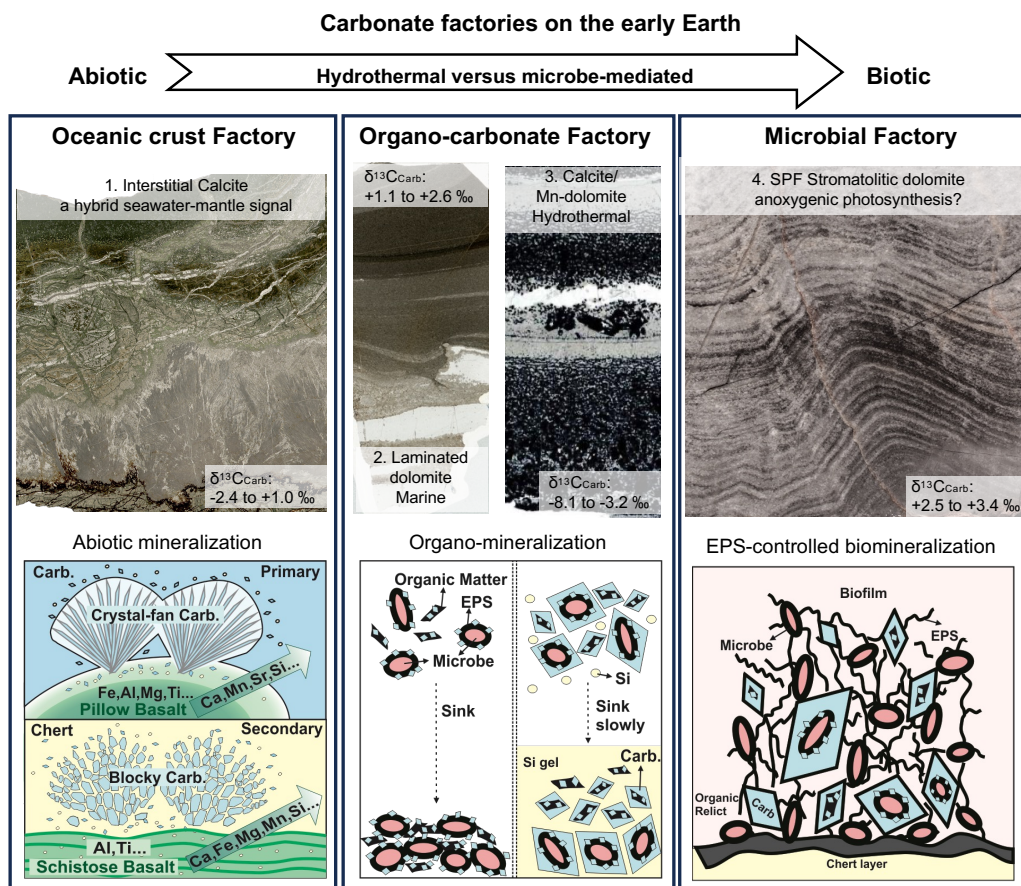 Carbonate factories on the early Earth
Abiotic
Hydrothermal versus microbe-mediated
Biotic
Oceanic crust Factory
1. Interstitial Calcite
a hybrid seawater-mantle signal
δ¹³CCarb:
-2.4 to +1.0 ‰
Abiotic mineralization
Carb.
Primary
Crystal-fan Carb.
Fe,Al,Mg,Ti...
Pillow Basalt
Ca,Mn,Sr,Si...
Chert
Secondary
Blocky Carb.
Al,Ti...
Schistose Basalt
Ca,Fe,Mg,Mn,Si...
Organo-carbonate Factory
δ¹³CCarb:
+1.1 to +2.6 ‰
2. Laminated
dolomite
Marine
3. Calcite/
Mn-dolomite
Hydrothermal
δ¹³CCarb:
-8.1 to -3.2 ‰
Organo-mineralization
Organic Matter
EPS
Microbe
Sink
Si
Sink
slowly
Si gel
Carb.
Microbial Factory
4. SPF Stromatolitic dolomite
anoxygenic photosynthesis?
δ¹³CCarb:
+2.5 to +3.4 ‰
EPS-controlled biomineralization
Biofilm
Microbe
EPS
Organic
Relict
Carb
Chert layer